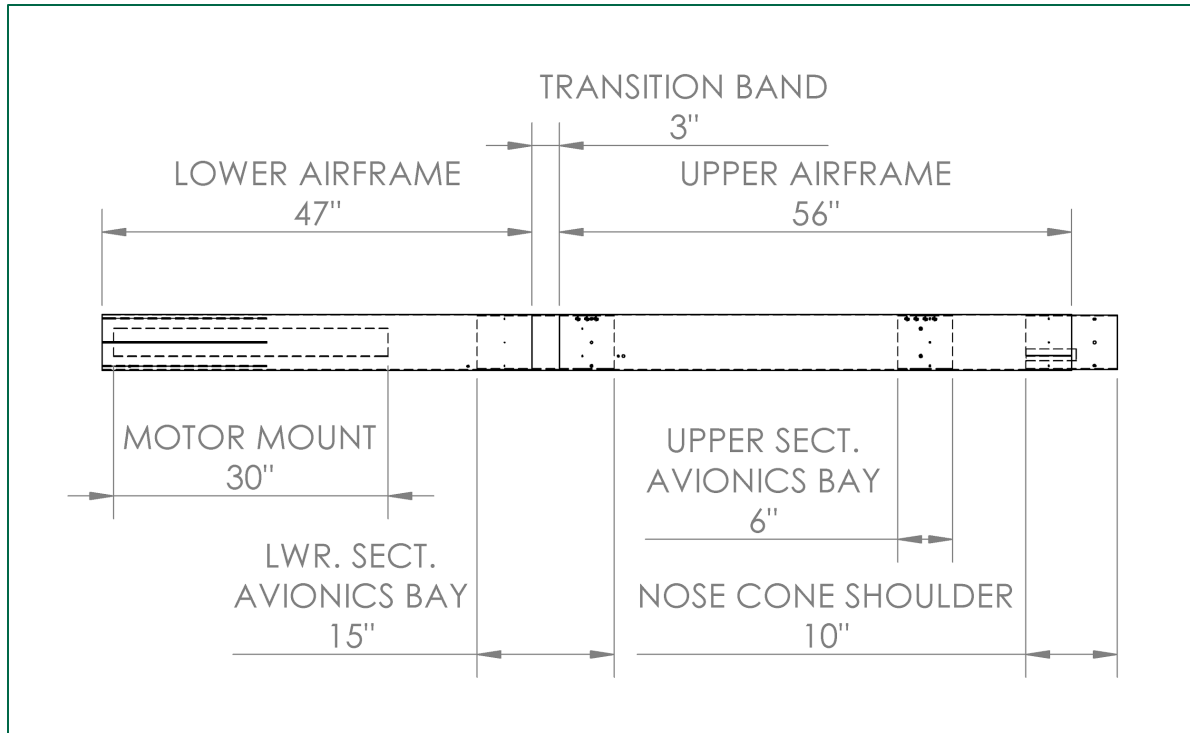 TRANSITION BAND
3"
LOWER AIRFRAME
47"
UPPER AIRFRAME
56"
MOTOR MOUNT
30"
UPPER SECT.
AVIONICS BAY
6"
LWR. SECT.
AVIONICS BAY
15"
NOSE CONE SHOULDER
10"